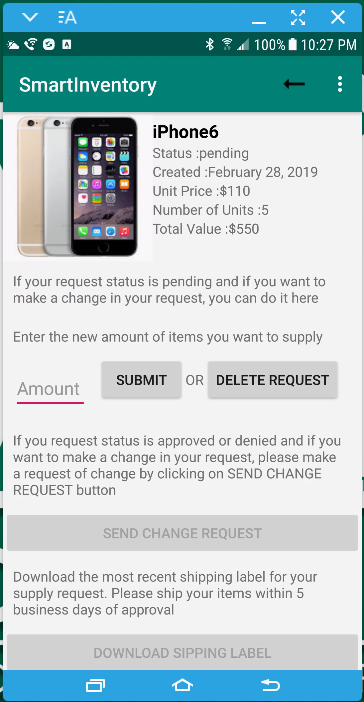 100% 10:27 PM
SmartInventory
iPhone6
Status :pending
Created :February 28, 2019
Unit Price :$110
Number of Units :5
Total Value :$550
If your request status is pending and if you want to
make a change in your request, you can do it here
Enter the new amount of items you want to supply
Amount SUBMIT OR DELETE REQUEST
If you request status is approved or denied and if you
want to make a change in your request, please make
a request of change by clicking on SEND CHANGE
REQUEST button
SEND CHANGE REQUEST
Download the most recent shipping label for your
supply request. Please ship your items within 5
business days of approval
DOWNLOAD SIPPING LABEL